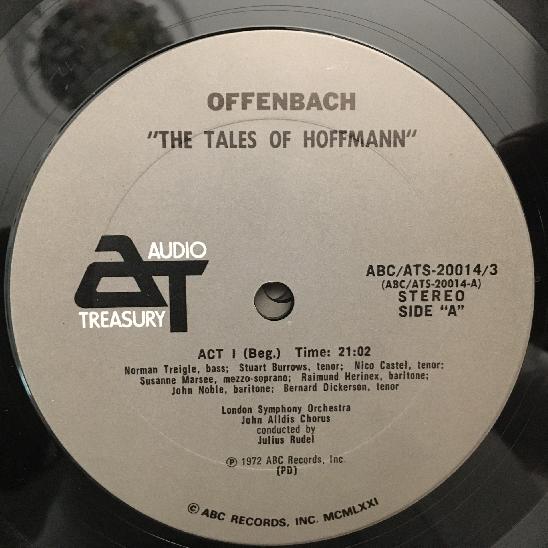 OFFENBACH
"THE TALES OF HOFFMANN"
AUDIO
AT
TREASURY
ABC/ATS-20014/3
(ABC/ATS-20014-A)
STEREO
SIDE "A"
ACT I (Beg.) Time: 21:02
Norman Treigle, bass; Stuart Burrows, tenor; Nico Castel, tenor;
Susanne Marsee, mezzo-soprano; Raimund Herinex, baritone;
John Noble, baritone; Bernard Dickerson, tenor
London Symphony Orchestra
John Alldis Chorus
conducted by
Julius Rudel
℗ 1972 ABC Records, Inc.
(PD)
© ABC RECORDS, INC. MCMLXXI